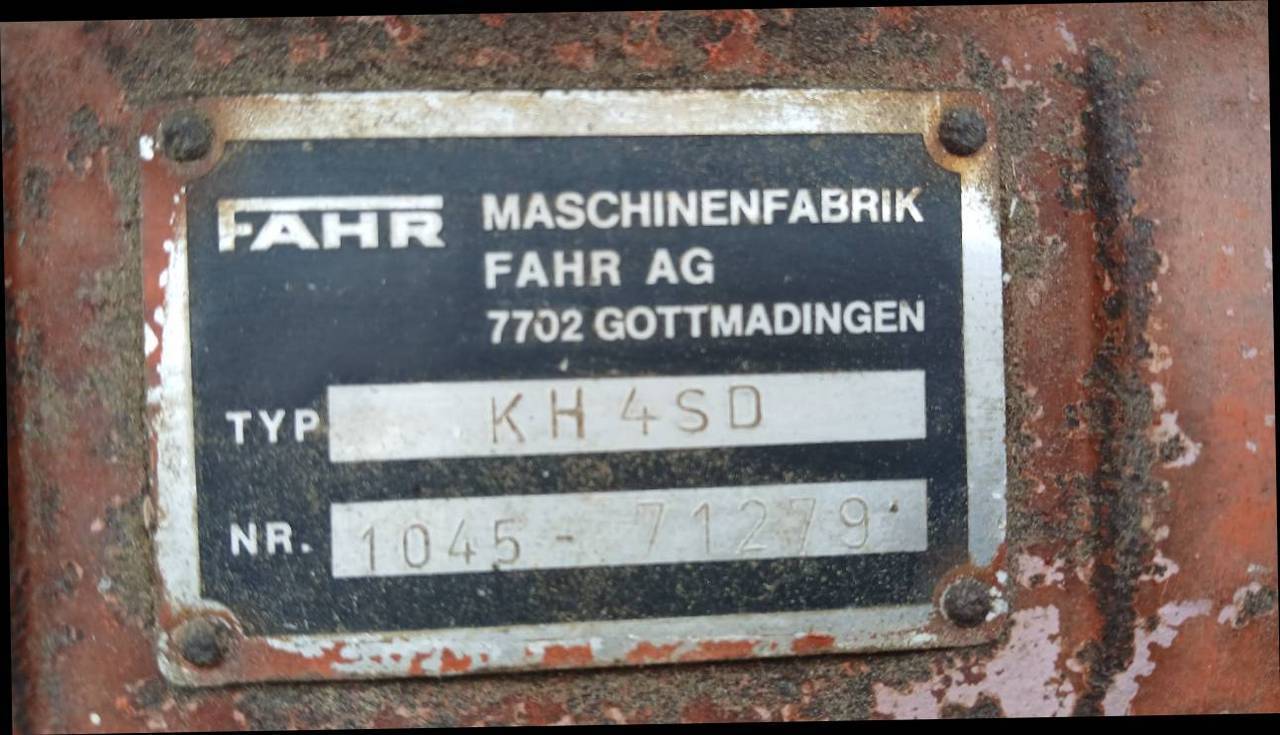 FAHR
MASCHINENFABRIK
FAHR AG
7702 GOTTMADINGEN
TYP KH 4SD
NR. 1045 - 71279